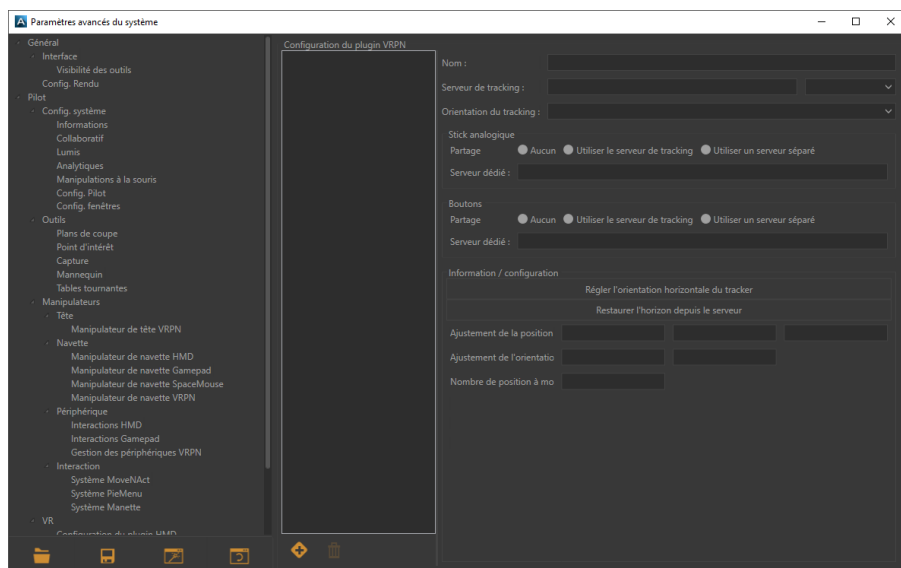 Paramètres avancés du système
Général
Interface
Visibilité des outils
Config. Rendu
Pilot
Config. système
Informations
Collaboratif
Lumis
Analytiques
Manipulations à la souris
Config. Pilot
Config. fenêtres
Outils
Plans de coupe
Point d'intérêt
Capture
Mannequin
Tables tournantes
Manipulateurs
Tête
Manipulateur de tête VRPN
Navette
Manipulateur de navette HMD
Manipulateur de navette Gamepad
Manipulateur de navette SpaceMouse
Manipulateur de navette VRPN
Périphérique
Interactions HMD
Interactions Gamepad
Gestion des périphériques VRPN
Interaction
Système MoveNAct
Système PieMenu
Système Manette
VR
Configuration du plugin HMD
Configuration du plugin VRPN
Nom :
Serveur de tracking :
Orientation du tracking :
Stick analogique
Partage Aucun Utiliser le serveur de tracking Utiliser un serveur séparé
Serveur dédié :
Boutons
Partage Aucun Utiliser le serveur de tracking Utiliser un serveur séparé
Serveur dédié :
Information / configuration
Régler l'orientation horizontale du tracker
Restaurer l'horizon depuis le serveur
Ajustement de la position
Ajustement de l'orientatio
Nombre de position à mo